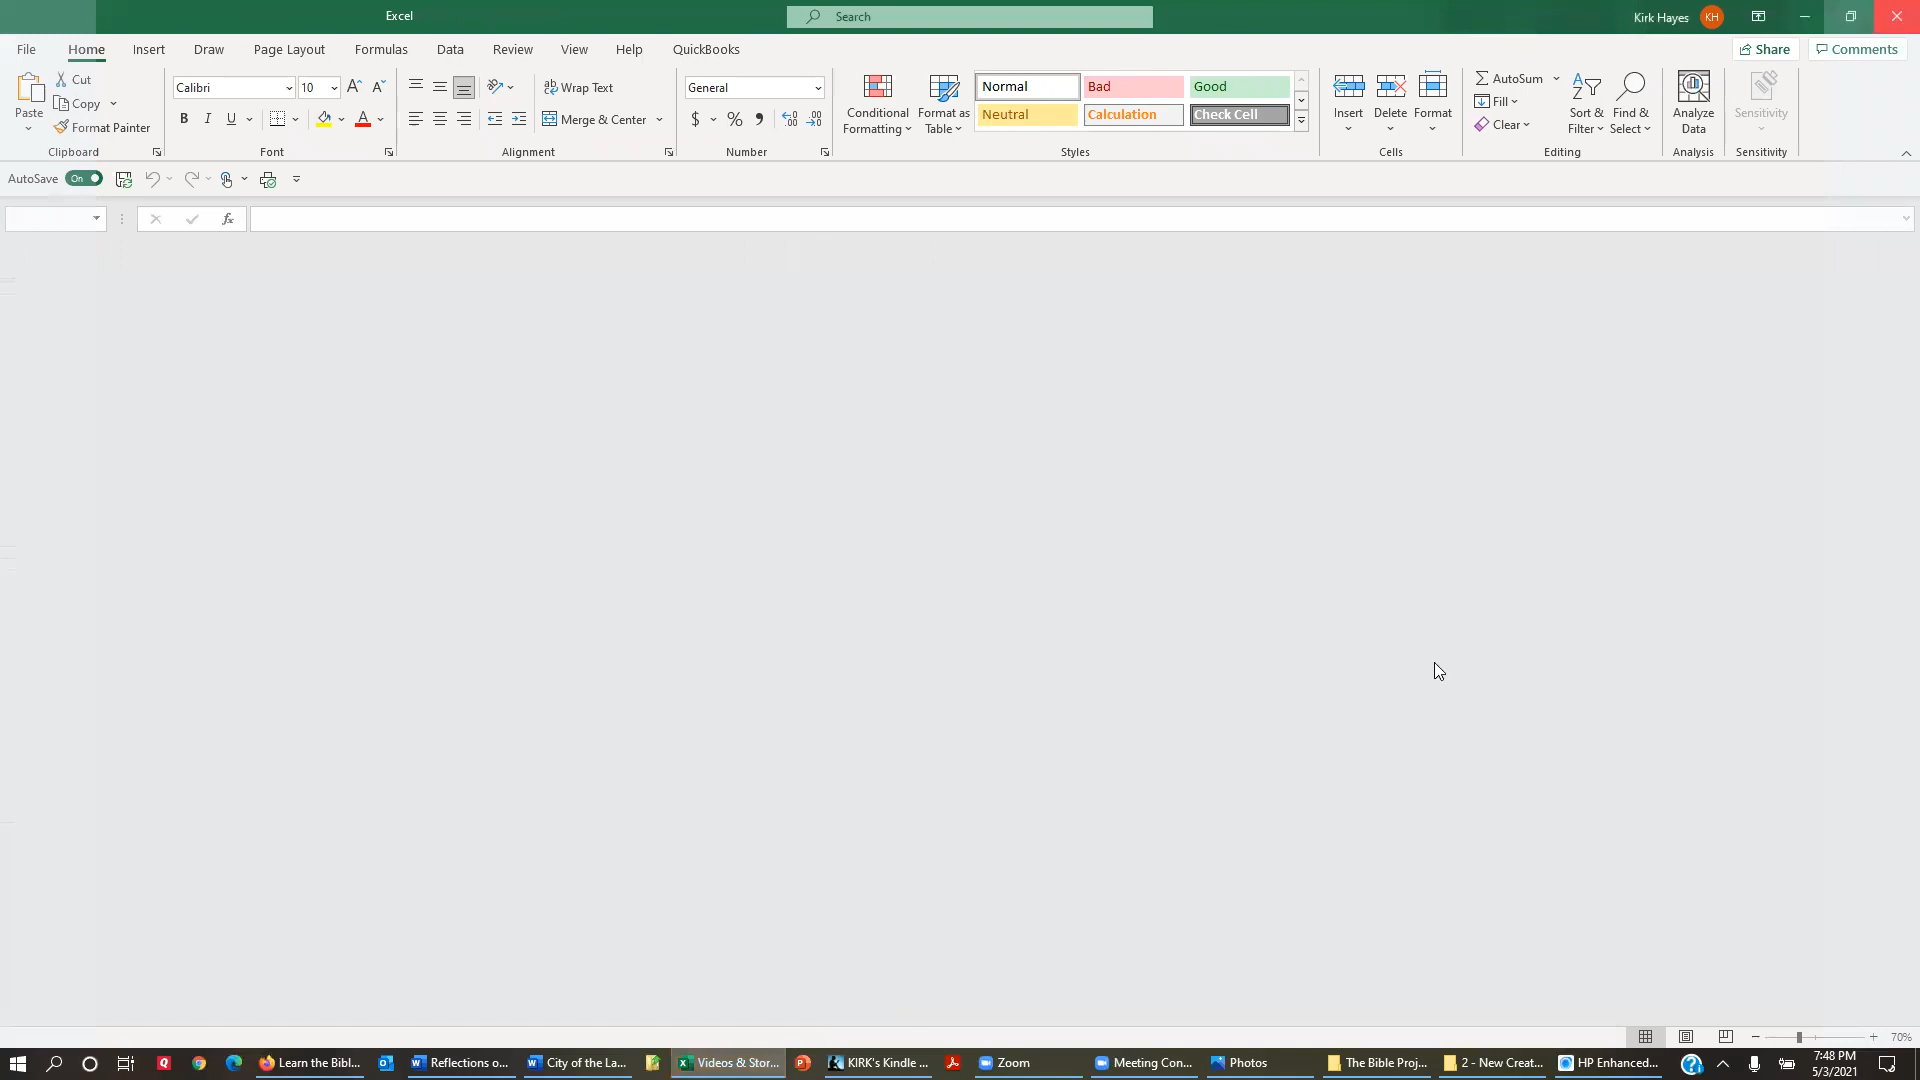 Excel
Search
Kirk Hayes KH
File Home Insert Draw Page Layout Formulas Data Review View Help QuickBooks
Share Comments
Paste
Cut
Copy
Format Painter
Clipboard
Calibri 10
B I U
Font
Wrap Text
Merge & Center
Alignment
General
$ % 9
Number
Conditional Formatting
Format as Table
Normal Bad Good
Neutral Calculation Check Cell
Styles
Insert Delete Format
Cells
AutoSum
Fill
Clear
Sort & Filter
Find & Select
Editing
Analyze Data
Analysis
Sensitivity
Sensitivity
AutoSave On
fx
70%
Learn the Bibl... Reflections o... City of the La... Videos & Stor... KIRK's Kindle ... Zoom Meeting Con... Photos The Bible Proj... 2 - New Creat... HP Enhanced...
7:48 PM
5/3/2021